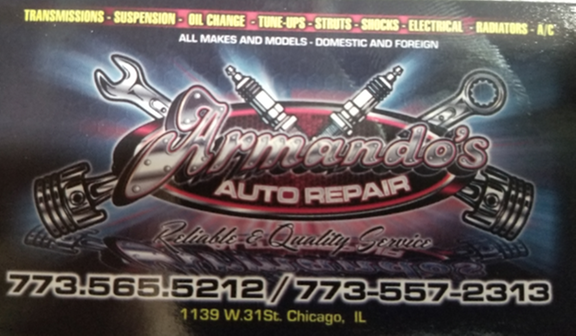 TRANSMISSIONS - SUSPENSION - OIL CHANGE - TUNE-UPS - STRUTS - SHOCKS - ELECTRICAL - RADIATORS - A/C
ALL MAKES AND MODELS - DOMESTIC AND FOREIGN
Armando's
AUTO REPAIR
Reliable & Quality Service
773.565.5212 / 773-557-2313
1139 W.31St. Chicago, IL